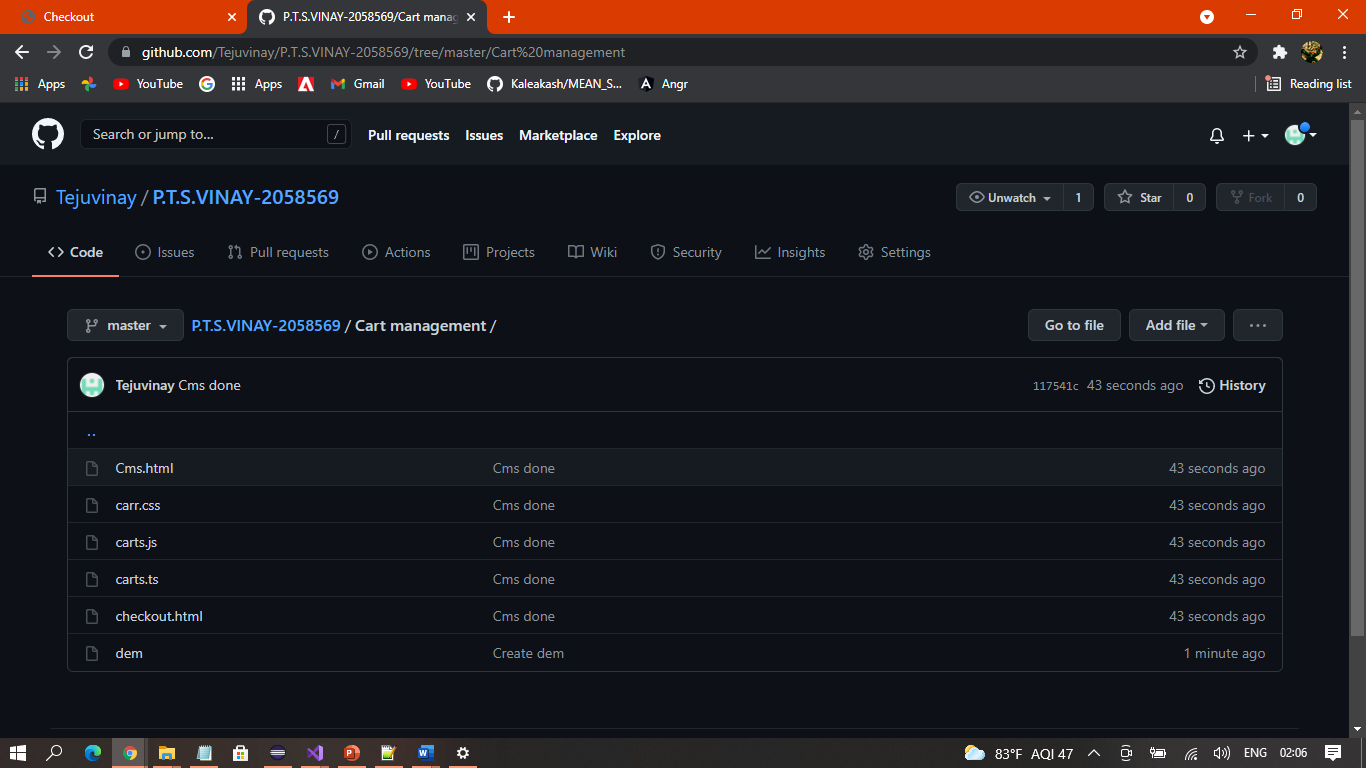 Checkout
P.T.S.VINAY-2058569/Cart manag
github.com/Tejuvinay/P.T.S.VINAY-2058569/tree/master/Cart%20management
Apps YouTube Apps Gmail YouTube Kaleakash/MEAN_S... Angr Reading list
Search or jump to... / Pull requests Issues Marketplace Explore
Tejuvinay / P.T.S.VINAY-2058569 Unwatch 1 Star 0 Fork 0
Code Issues Pull requests Actions Projects Wiki Security Insights Settings
master P.T.S.VINAY-2058569 / Cart management / Go to file Add file ...
Tejuvinay Cms done 117541c 43 seconds ago History
..
Cms.html Cms done 43 seconds ago
carr.css Cms done 43 seconds ago
carts.js Cms done 43 seconds ago
carts.ts Cms done 43 seconds ago
checkout.html Cms done 43 seconds ago
dem Create dem 1 minute ago
83°F AQI 47 ENG 02:06